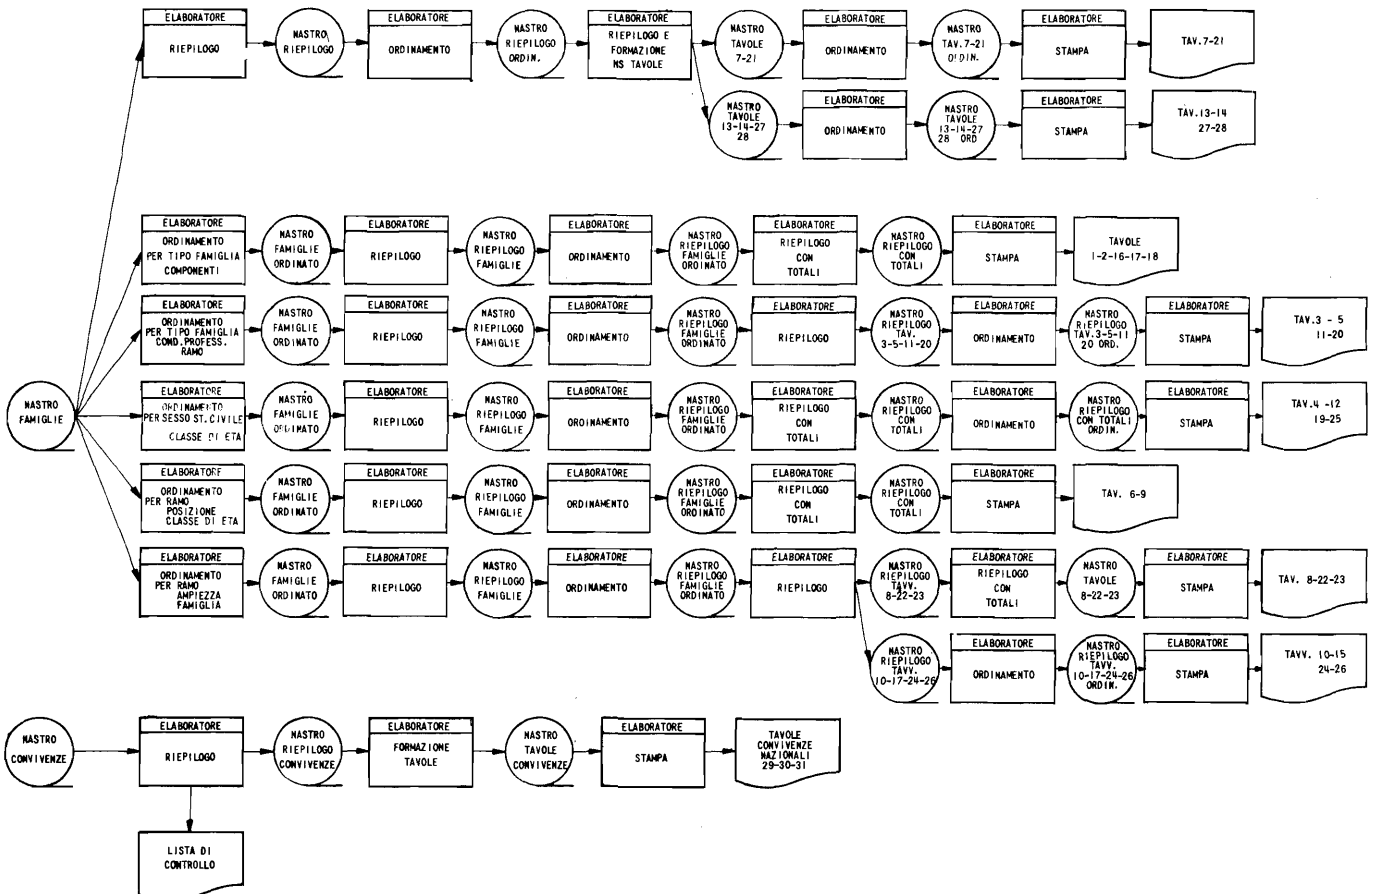 ELABORATORE
RIEPILOGO
NASTRO
RIEPILOGO
ELABORATORE
ORDINAMENTO
NASTRO
RIEPILOGO
ORDIN.
ELABORATORE
RIEPILOGO E
FORMAZIONE
NS TAVOLE
NASTRO
TAVOLE
7-21
ELABORATORE
ORDINAMENTO
NASTRO
TAV.7-21
ORDIN.
ELABORATORE
STAMPA
TAV.7-21
NASTRO
TAVOLE
13-14-27
28
ELABORATORE
ORDINAMENTO
NASTRO
TAVOLE
13-14-27
28 ORD
ELABORATORE
STAMPA
TAV.13-14
27-28
NASTRO
FAMIGLIE
ELABORATORE
ORDINAMENTO
PER TIPO FAMIGLIA
COMPONENTI
NASTRO
FAMIGLIE
ORDINATO
ELABORATORE
RIEPILOGO
NASTRO
RIEPILOGO
FAMIGLIE
ELABORATORE
ORDINAMENTO
NASTRO
RIEPILOGO
FAMIGLIE
ORDINATO
ELABORATORE
RIEPILOGO
CON
TOTALI
NASTRO
RIEPILOGO
CON
TOTALI
ELABORATORE
STAMPA
TAVOLE
1-2-16-17-18
ELABORATORE
ORDINAMENTO
PER TIPO FAMIGLIA
COND.PROFESS.
RAMO
NASTRO
FAMIGLIE
ORDINATO
ELABORATORE
RIEPILOGO
NASTRO
RIEPILOGO
FAMIGLIE
ELABORATORE
ORDINAMENTO
NASTRO
RIEPILOGO
FAMIGLIE
ORDINATO
ELABORATORE
RIEPILOGO
NASTRO
RIEPILOGO
TAV.
3-5-11-20
ELABORATORE
ORDINAMENTO
NASTRO
RIEPILOGO
TAV.3-5-11
20 ORD.
ELABORATORE
STAMPA
TAV.3 - 5
11-20
ELABORATORE
ORDINAMENTO
PER SESSO ST.CIVILE
CLASSE DI ETA
NASTRO
FAMIGLIE
ORDINATO
ELABORATORE
RIEPILOGO
NASTRO
RIEPILOGO
FAMIGLIE
ELABORATORE
ORDINAMENTO
NASTRO
RIEPILOGO
FAMIGLIE
ORDINATO
ELABORATORE
RIEPILOGO
CON
TOTALI
NASTRO
RIEPILOGO
CON
TOTALI
ELABORATORE
ORDINAMENTO
NASTRO
RIEPILOGO
CON TOTALI
ORDIN.
ELABORATORE
STAMPA
TAV.4 -12
19-25
ELABORATORE
ORDINAMENTO
PER RAMO
POSIZIONE
CLASSE DI ETA
NASTRO
FAMIGLIE
ORDINATO
ELABORATORE
RIEPILOGO
NASTRO
RIEPILOGO
FAMIGLIE
ELABORATORE
ORDINAMENTO
NASTRO
RIEPILOGO
FAMIGLIE
ORDINATO
ELABORATORE
RIEPILOGO
CON
TOTALI
NASTRO
RIEPILOGO
CON
TOTALI
ELABORATORE
STAMPA
TAV. 6-9
ELABORATORE
ORDINAMENTO
PER RAMO
AMPIEZZA
FAMIGLIA
NASTRO
FAMIGLIE
ORDINATO
ELABORATORE
RIEPILOGO
NASTRO
RIEPILOGO
FAMIGLIE
ELABORATORE
ORDINAMENTO
NASTRO
RIEPILOGO
FAMIGLIE
ORDINATO
ELABORATORE
RIEPILOGO
NASTRO
RIEPILOGO
TAVV.
8-22-23
ELABORATORE
RIEPILOGO
CON
TOTALI
NASTRO
TAVOLE
8-22-23
ELABORATORE
STAMPA
TAV. 8-22-23
NASTRO
RIEPILOGO
TAVV.
10-17-24-26
ELABORATORE
ORDINAMENTO
NASTRO
RIEPILOGO
TAVV.
10-17-24-26
ORDIN.
ELABORATORE
STAMPA
TAVV. 10-15
24-26
NASTRO
CONVIVENZE
ELABORATORE
RIEPILOGO
NASTRO
RIEPILOGO
CONVIVENZE
ELABORATORE
FORMAZIONE
TAVOLE
NASTRO
TAVOLE
CONVIVENZE
ELABORATORE
STAMPA
TAVOLE
CONVIVENZE
NAZIONALI
29-30-31
LISTA DI
CONTROLLO